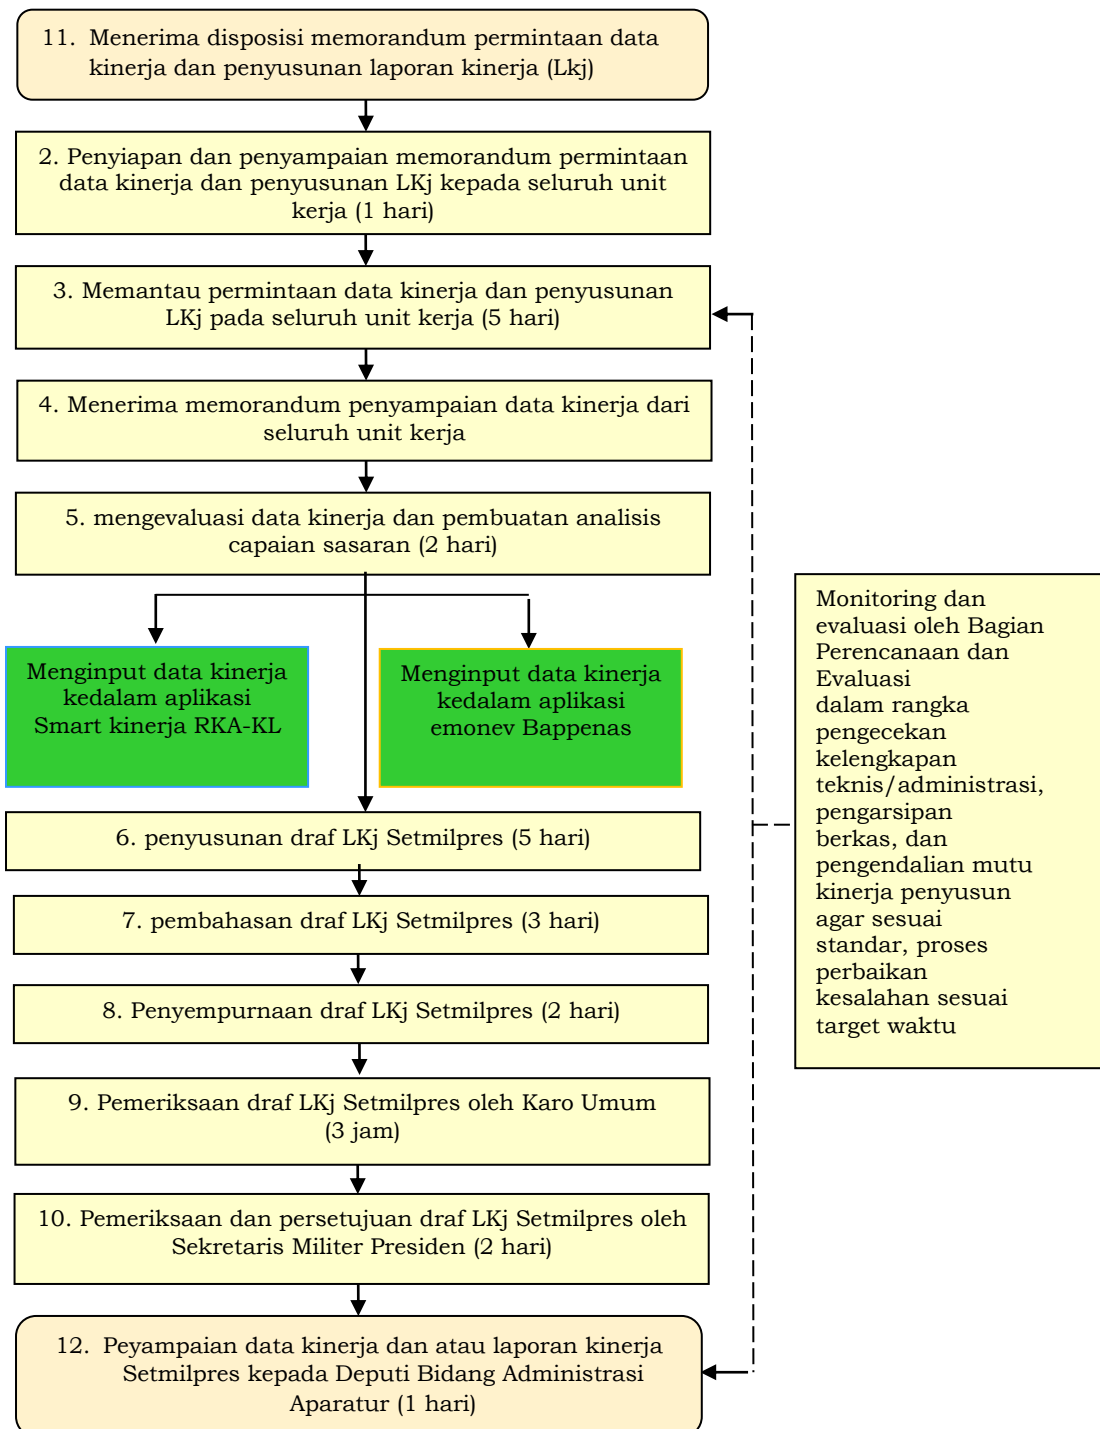 11. Menerima disposisi memorandum permintaan data
kinerja dan penyusunan laporan kinerja (Lkj)
2. Penyiapan dan penyampaian memorandum permintaan
data kinerja dan penyusunan LKj kepada seluruh unit
kerja (1 hari)
3. Memantau permintaan data kinerja dan penyusunan
LKj pada seluruh unit kerja (5 hari)
4. Menerima memorandum penyampaian data kinerja dari
seluruh unit kerja
5. mengevaluasi data kinerja dan pembuatan analisis
capaian sasaran (2 hari)
Menginput data kinerja
kedalam aplikasi
Smart kinerja RKA-KL
Menginput data kinerja
kedalam aplikasi
emonev Bappenas
6. penyusunan draf LKj Setmilpres (5 hari)
7. pembahasan draf LKj Setmilpres (3 hari)
8. Penyempurnaan draf LKj Setmilpres (2 hari)
9. Pemeriksaan draf LKj Setmilpres oleh Karo Umum
(3 jam)
10. Pemeriksaan dan persetujuan draf LKj Setmilpres oleh
Sekretaris Militer Presiden (2 hari)
12. Peyampaian data kinerja dan atau laporan kinerja
Setmilpres kepada Deputi Bidang Administrasi
Aparatur (1 hari)
Monitoring dan
evaluasi oleh Bagian
Perencanaan dan
Evaluasi
dalam rangka
pengecekan
kelengkapan
teknis/administrasi,
pengarsipan
berkas, dan
pengendalian mutu
kinerja penyusun
agar sesuai
standar, proses
perbaikan
kesalahan sesuai
target waktu